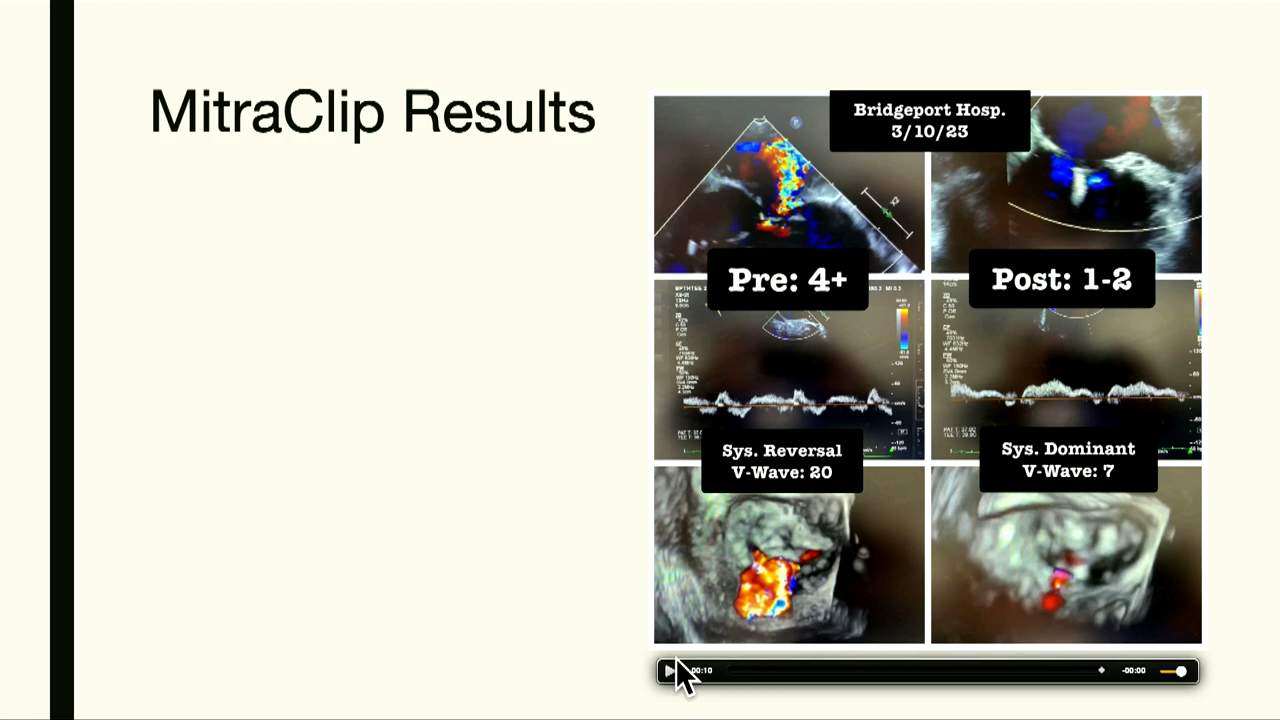 MitraClip Results
Bridgeport Hosp.
3/10/23
Pre: 4+
Post: 1-2
Sys. Reversal
V-Wave: 20
Sys. Dominant
V-Wave: 7
00:10
-00:00